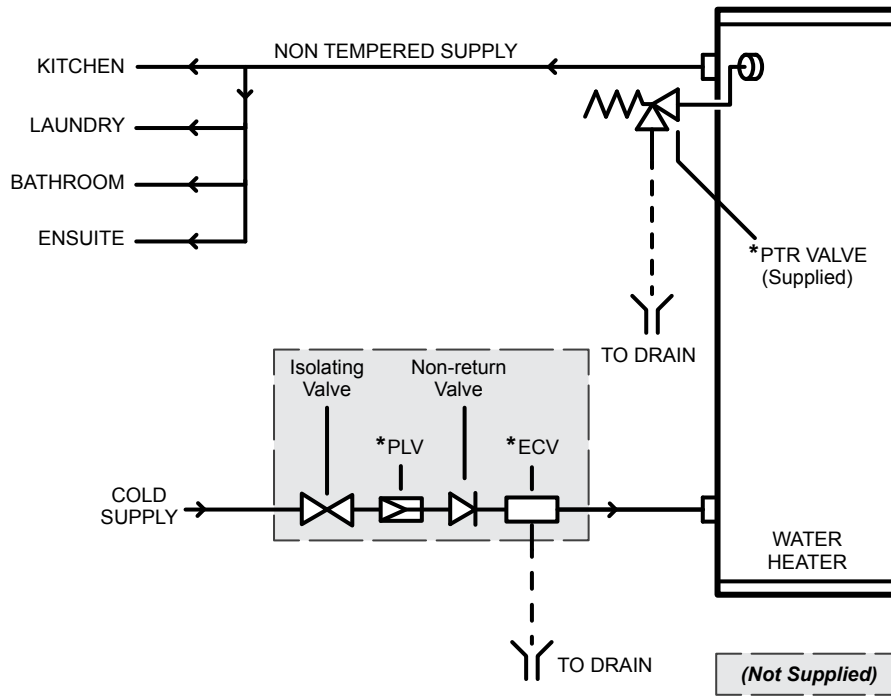 NON TEMPERED SUPPLY
KITCHEN
LAUNDRY
BATHROOM
ENSUITE
*PTR VALVE
(Supplied)
TO DRAIN
Isolating
Valve
Non-return
Valve
*PLV
*ECV
COLD
SUPPLY
WATER
HEATER
TO DRAIN
(Not Supplied)